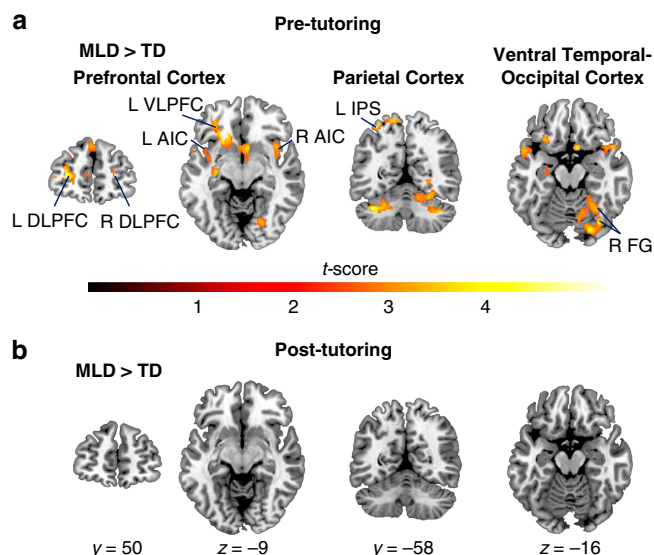 a
Pre-tutoring
MLD > TD
Prefrontal Cortex
Parietal Cortex
Ventral Temporal-
Occipital Cortex
L VLPFC
L AIC
R AIC
L DLPFC
R DLPFC
L IPS
R FG
t-score
1 2 3 4
b
Post-tutoring
MLD > TD
y = 50
z = –9
y = –58
z = –16